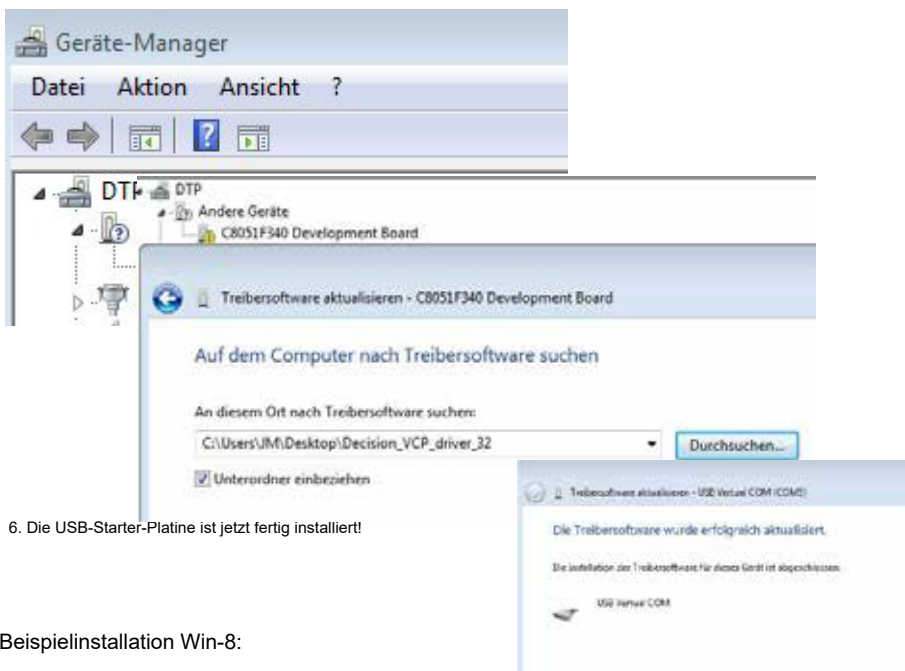 Geräte-Manager
Datei Aktion Ansicht ?
DTP
DTP
Andere Geräte
C8051F340 Development Board
Treibersoftware aktualisieren - C8051F340 Development Board
Auf dem Computer nach Treibersoftware suchen
An diesem Ort nach Treibersoftware suchen:
C:\Users\JM\Desktop\Decision_VCP_driver_32
Durchsuchen...
Unterordner einbeziehen
Treibersoftware aktualisieren - USB Virtual COM (COM5)
6. Die USB-Starter-Platine ist jetzt fertig installiert!
Die Treibersoftware wurde erfolgreich aktualisiert.
Die Installation der Treibersoftware für dieses Gerät ist abgeschlossen.
USB Virtual COM
Beispielinstallation Win-8: